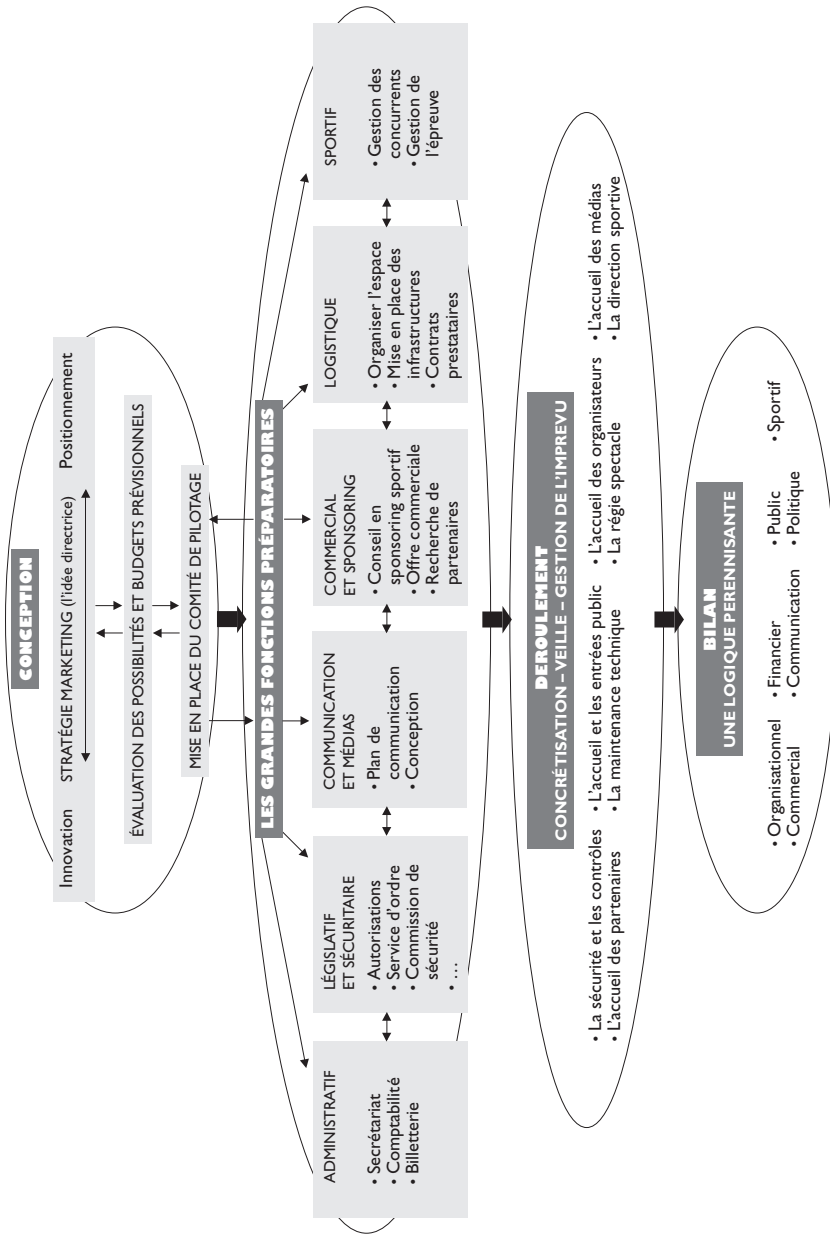 CONCEPTION
Innovation STRATÉGIE MARKETING (l'idée directrice) Positionnement
ÉVALUATION DES POSSIBILITÉS ET BUDGETS PRÉVISIONNELS
MISE EN PLACE DU COMITÉ DE PILOTAGE
LES GRANDES FONCTIONS PRÉPARATOIRES
ADMINISTRATIF
• Secrétariat
• Comptabilité
• Billetterie
LÉGISLATIF
ET SÉCURITAIRE
• Autorisations
• Service d'ordre
• Commission de
sécurité
• …
COMMUNICATION
ET MÉDIAS
• Plan de
communication
• Conception
COMMERCIAL
ET SPONSORING
• Conseil en
sponsoring sportif
• Offre commerciale
• Recherche de
partenaires
LOGISTIQUE
• Organiser l'espace
• Mise en place des
infrastructures
• Contrats
prestataires
SPORTIF
• Gestion des
concurrents
• Gestion de
l'épreuve
DEROULEMENT
CONCRÉTISATION – VEILLE – GESTION DE L'IMPREVU
• La sécurité et les contrôles • L'accueil et les entrées public • L'accueil des organisateurs • L'accueil des médias
• L'accueil des partenaires • La maintenance technique • La régie spectacle • La direction sportive
BILAN
UNE LOGIQUE PERENNISANTE
• Organisationnel • Financier • Public • Sportif
• Commercial • Communication • Politique